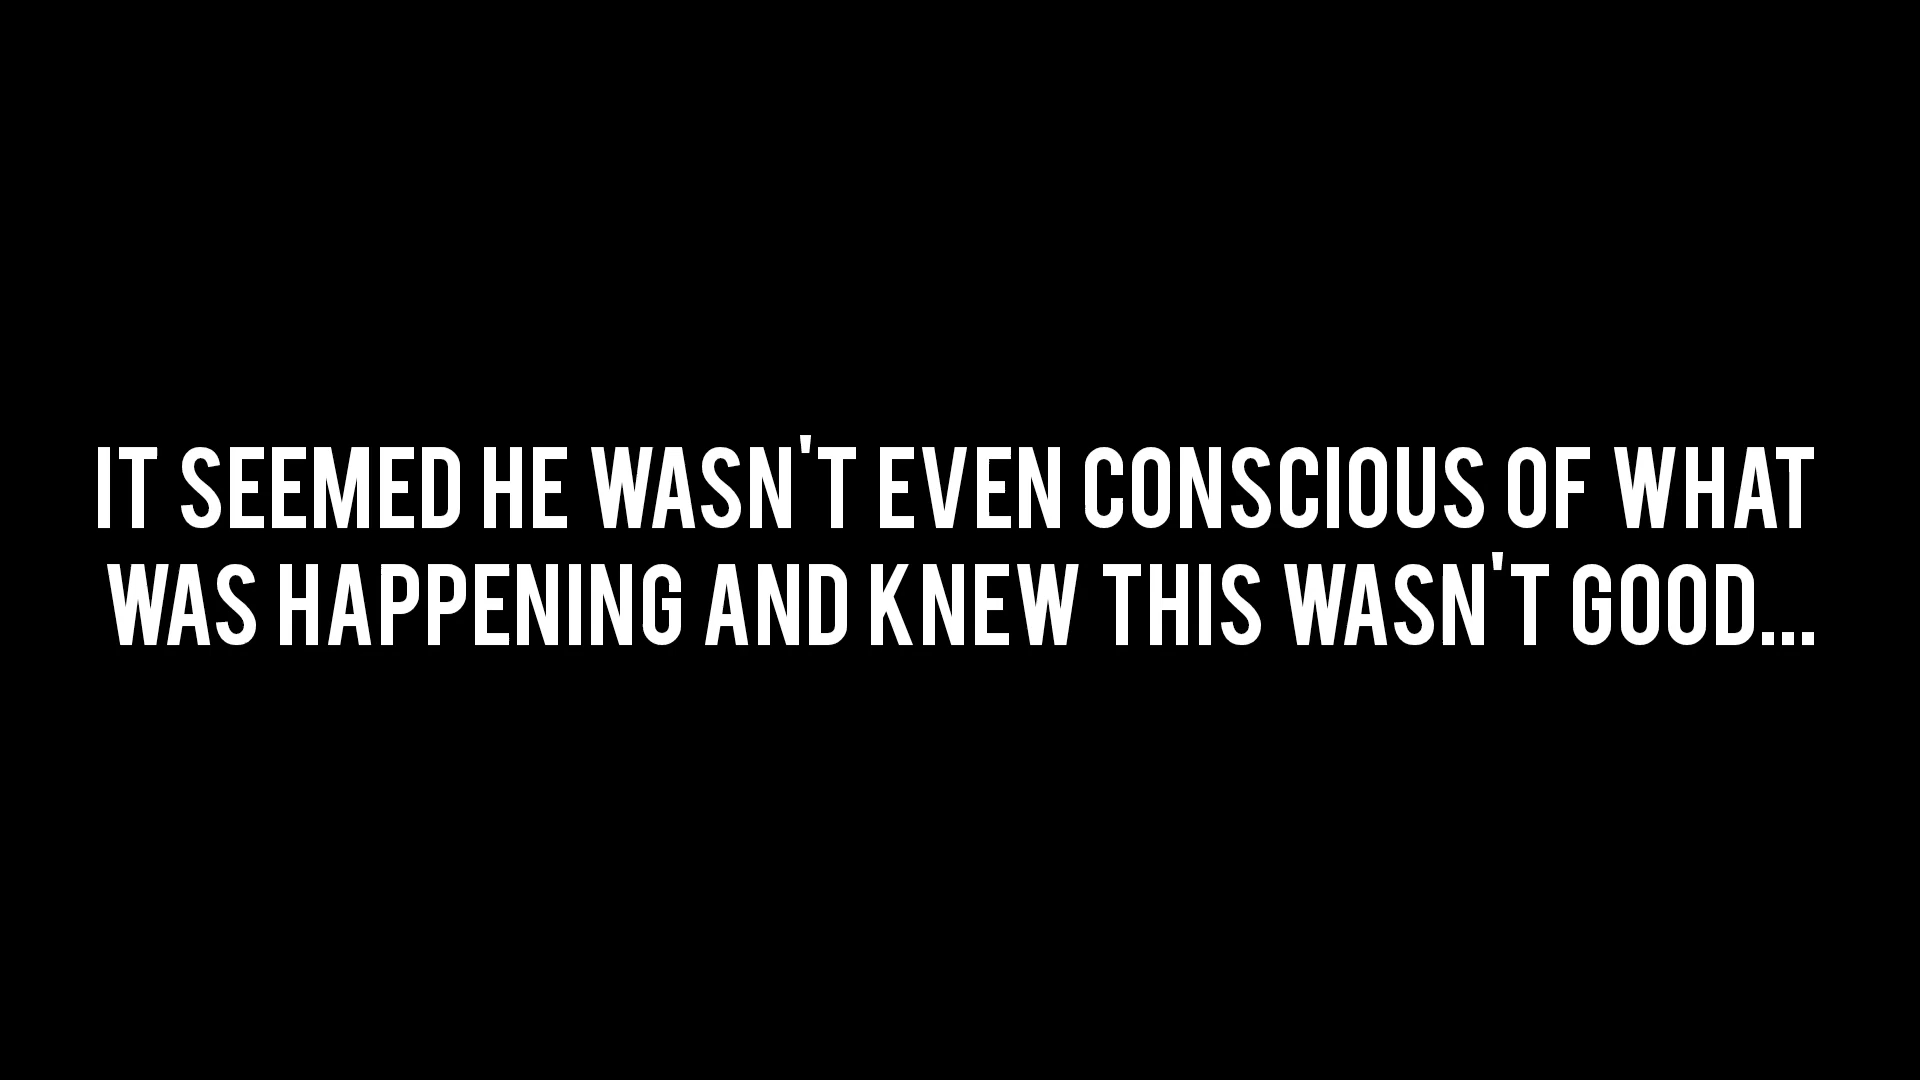 IT SEEMED HE WASN'T EVEN CONSCIOUS OF WHAT
WAS HAPPENING AND KNEW THIS WASN'T GOOD...